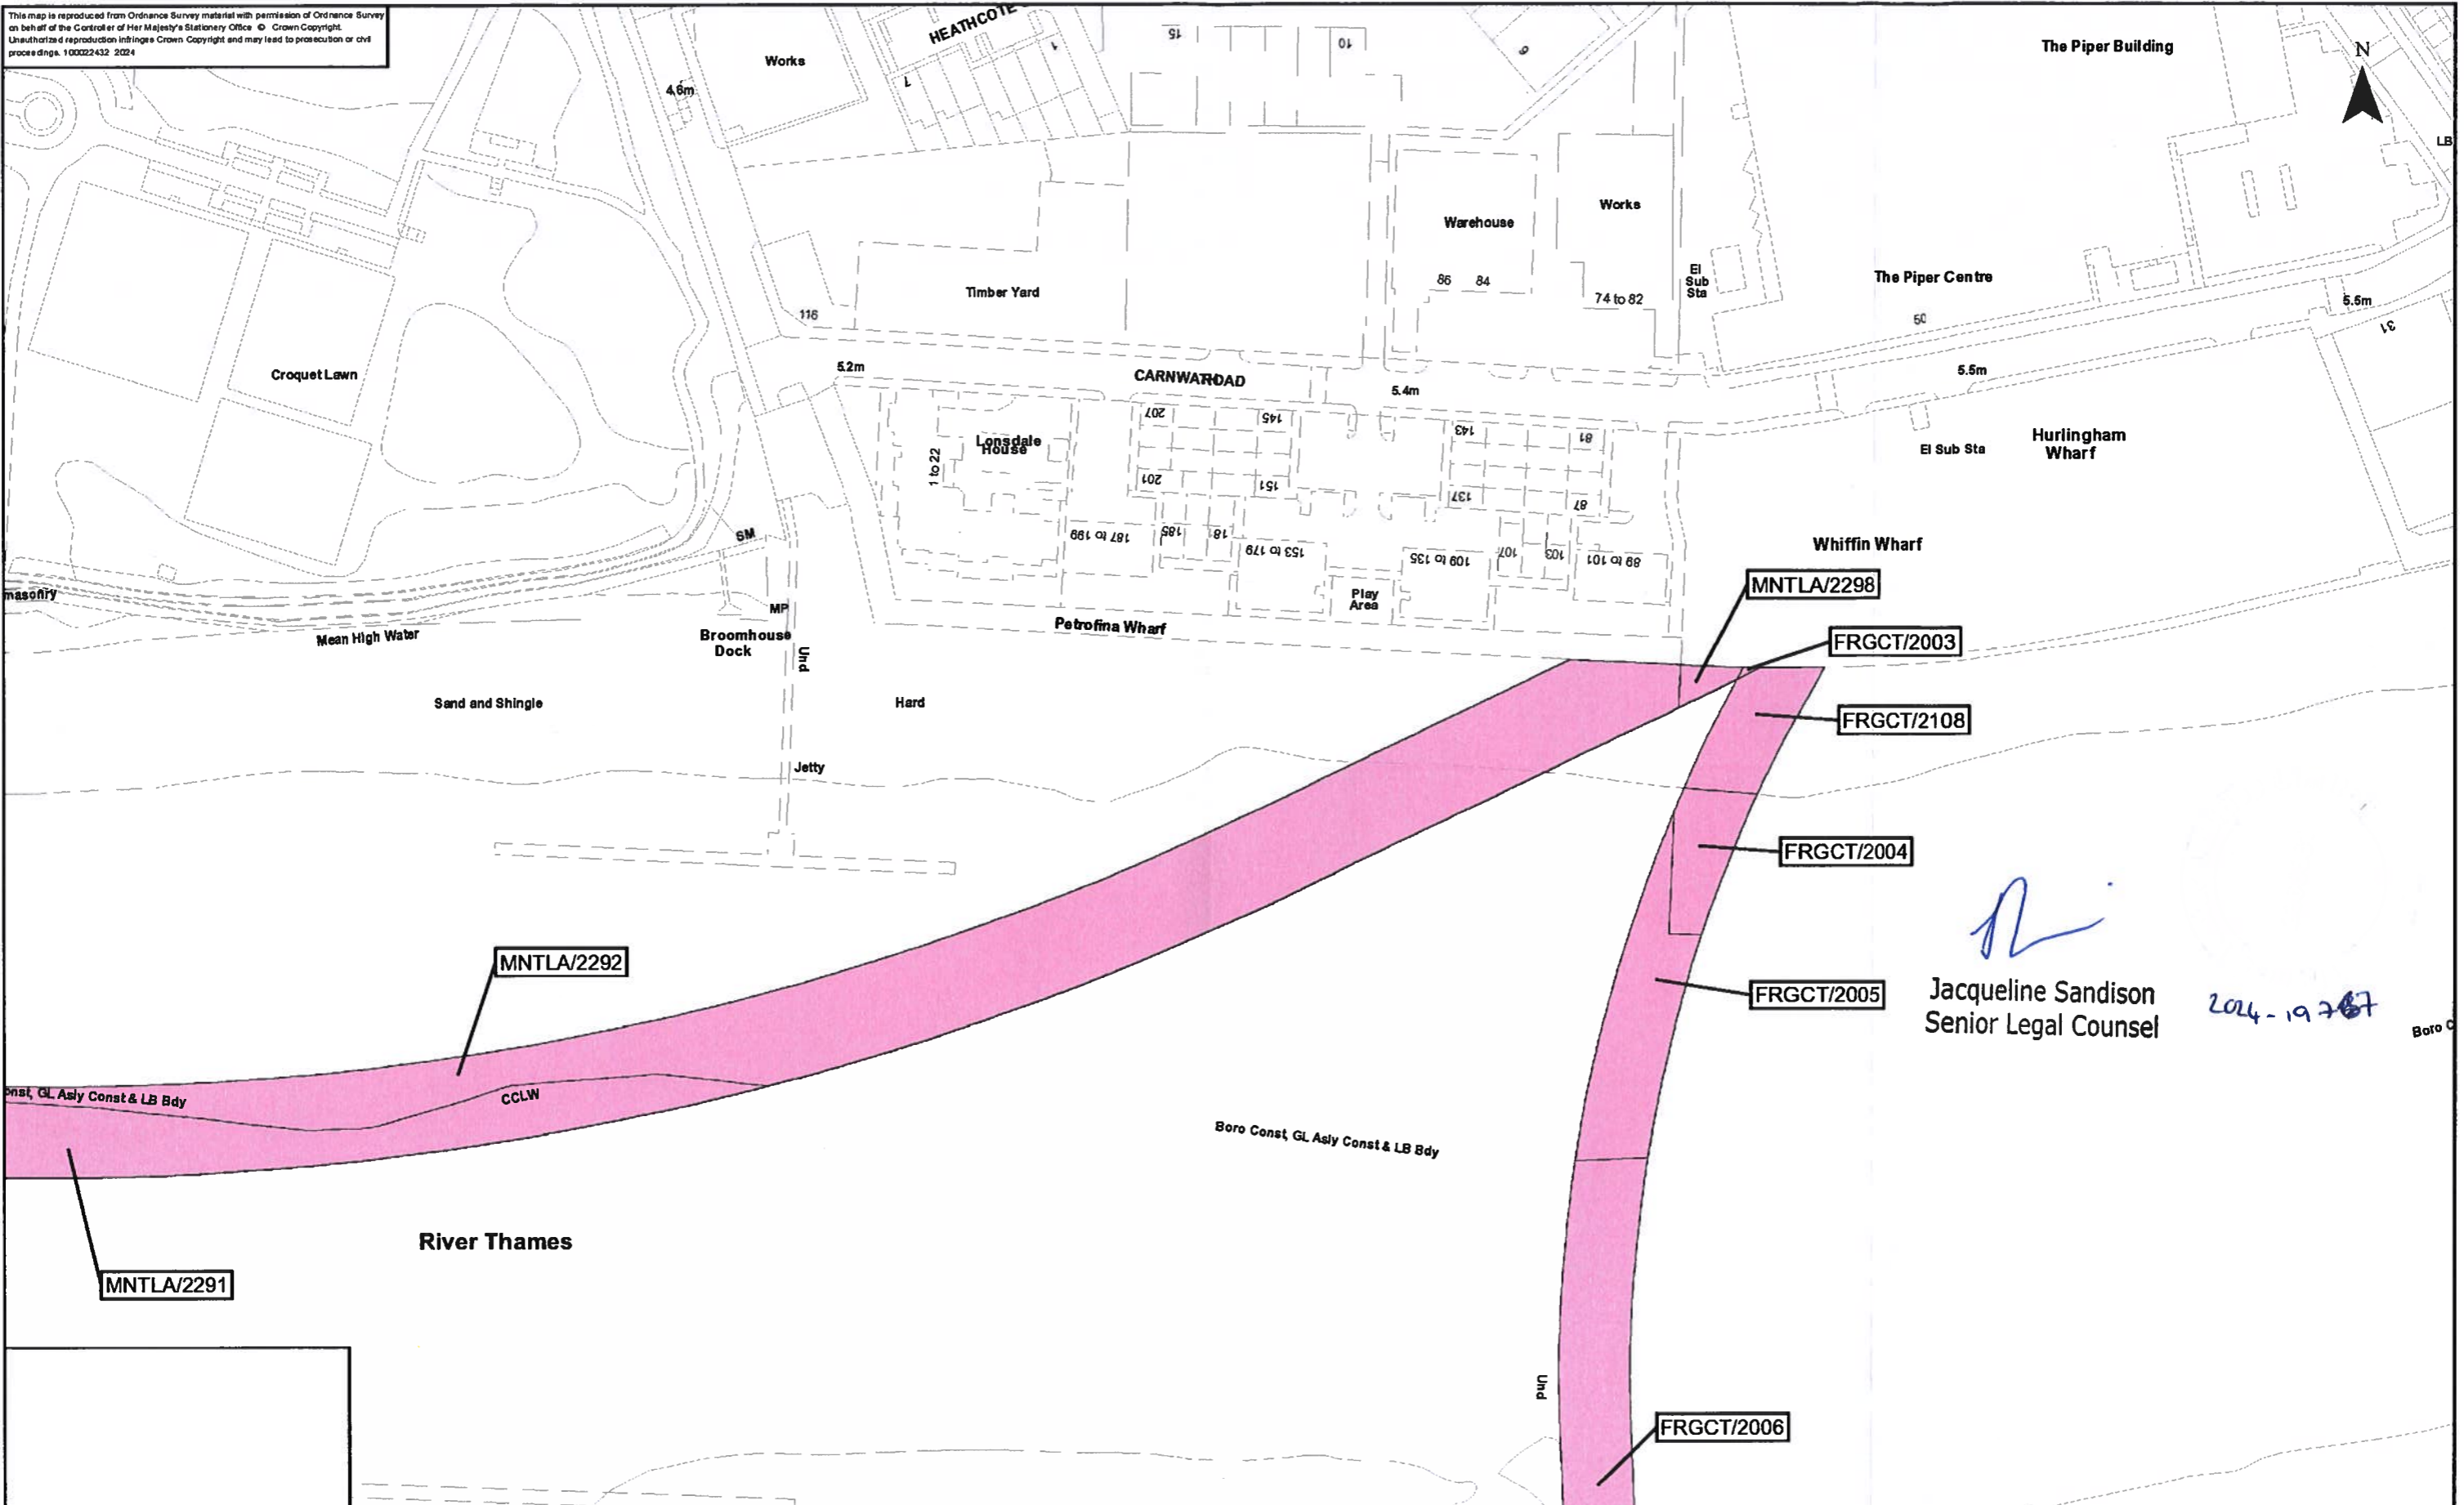 This map is reproduced from Ordnance Survey material with permission of Ordnance Survey
on behalf of the Controller of Her Majesty's Stationery Office © Crown Copyright.
Unauthorized reproduction infringes Crown Copyright and may lead to prosecution or civil
proceedings. 100022432 2024
HEATHCOTE
Works
4.6m
7
1
15
10
9
The Piper Building
N
LB
Works
Warehouse
86 84
74 to 82
El
Sub
Sta
The Piper Centre
50
5.5m
31
Timber Yard
116
Croquet Lawn
5.2m
CARNWATH ROAD
5.4m
5.5m
207
145
143
81
Lonsdale
House
1 to 22
201
151
137
87
El Sub Sta
Hurlingham
Wharf
187 to 199
185
181
153 to 179
109 to 135
107
103
89 to 101
SM
Whiffin Wharf
MNTLA/2298
masonry
MP
Play
Area
Mean High Water
Broomhouse
Dock
Petrofina Wharf
FRGCT/2003
Und
Sand and Shingle
Hard
FRGCT/2108
Jetty
FRGCT/2004
MNTLA/2292
FRGCT/2005
Jacqueline Sandison
Senior Legal Counsel
Boro
onst, GL Asly Const & LB Bdy
CCLW
Boro Const, GL Asly Const & LB Bdy
River Thames
MNTLA/2291
Und
FRGCT/2006